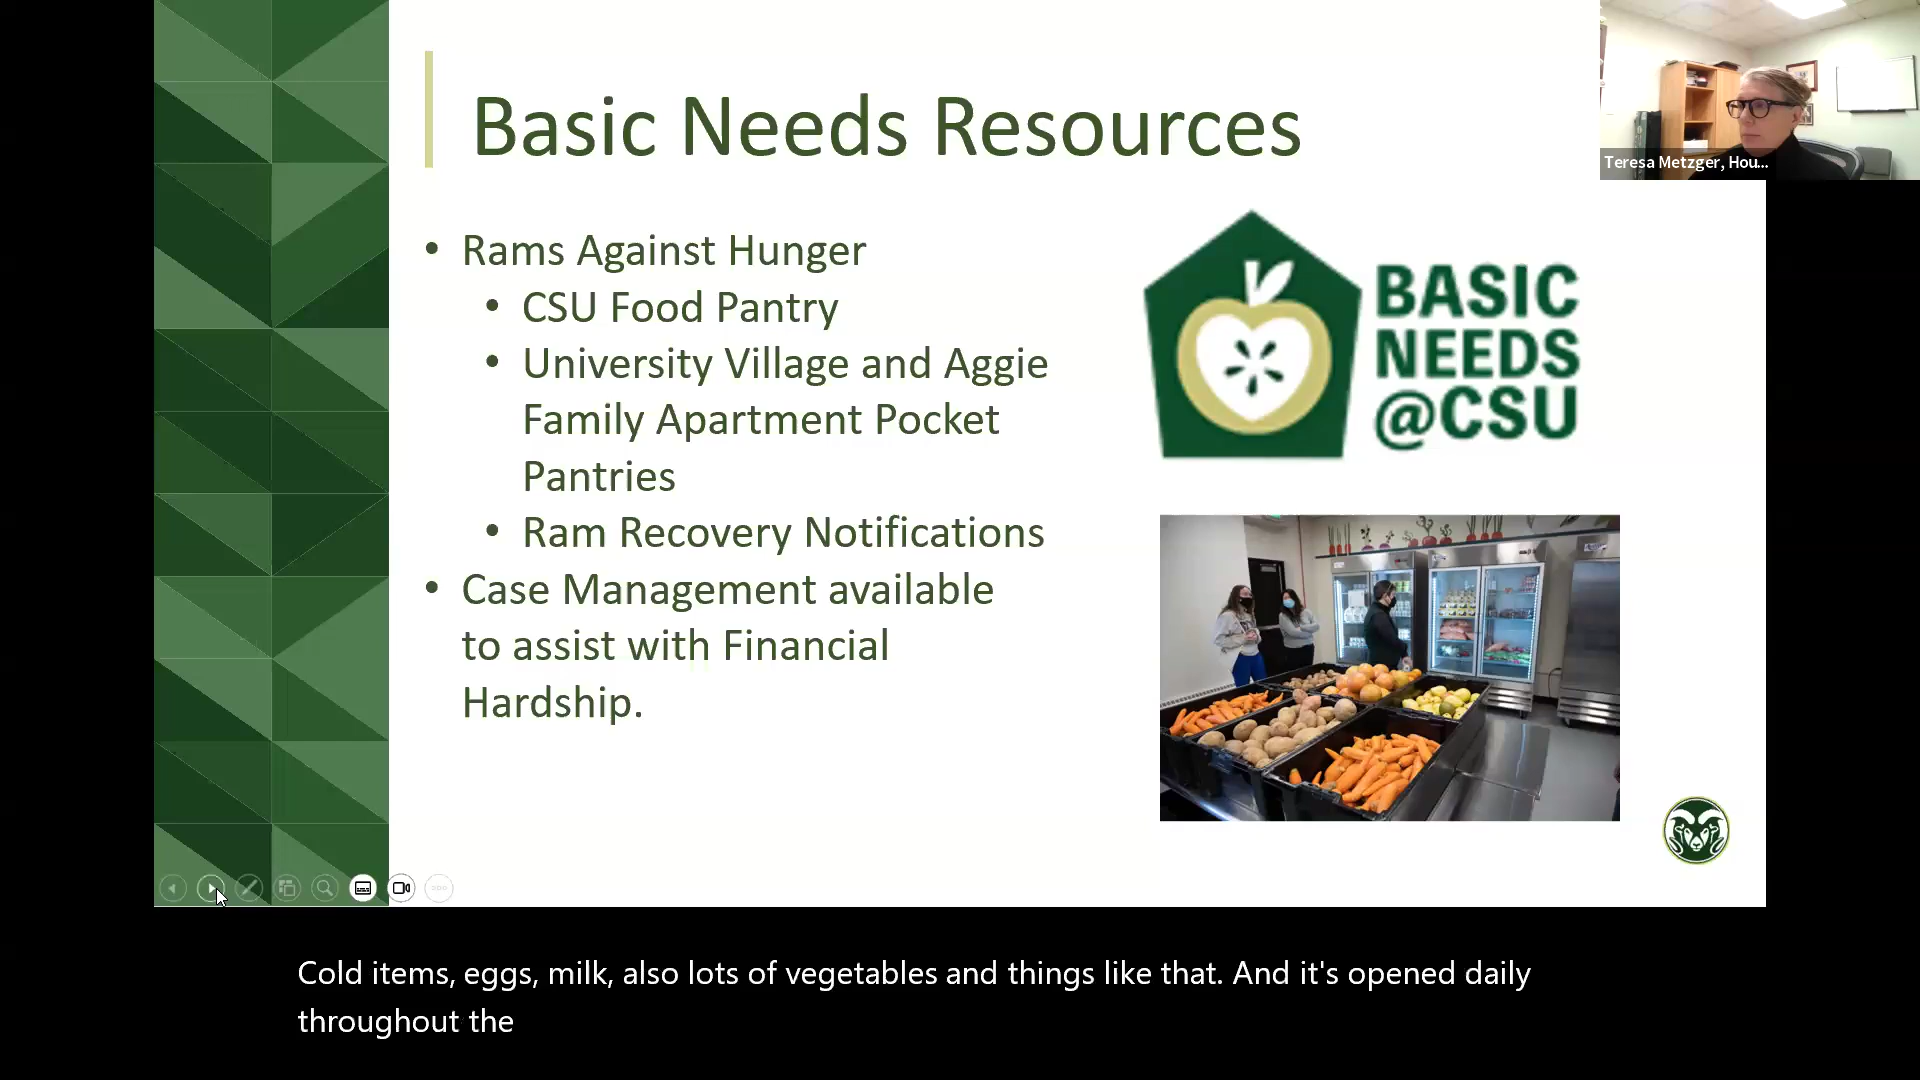 Basic Needs Resources
Teresa Metzger, Hou...
• Rams Against Hunger
• CSU Food Pantry
• University Village and Aggie
Family Apartment Pocket
Pantries
• Ram Recovery Notifications
• Case Management available
to assist with Financial
Hardship.
BASIC
NEEDS
@CSU
Cold items, eggs, milk, also lots of vegetables and things like that. And it's opened daily
throughout the